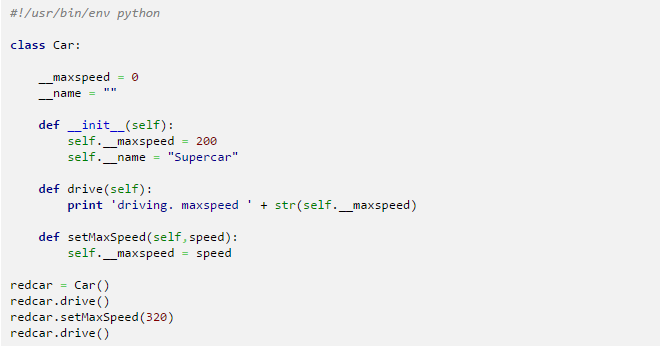 #!/usr/bin/env python
class Car:
    __maxspeed = 0
    __name = ""
    def __init__(self):
        self.__maxspeed = 200
        self.__name = "Supercar"
    def drive(self):
        print 'driving. maxspeed ' + str(self.__maxspeed)
    def setMaxSpeed(self,speed):
        self.__maxspeed = speed
redcar = Car()
redcar.drive()
redcar.setMaxSpeed(320)
redcar.drive()